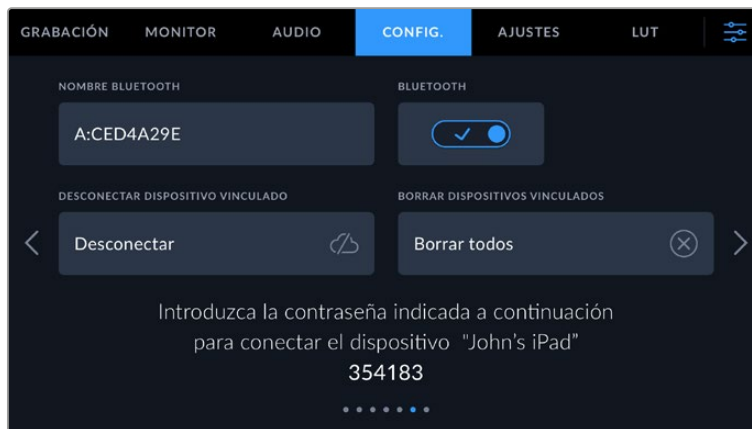 GRABACIÓN MONITOR AUDIO CONFIG. AJUSTES LUT
NOMBRE BLUETOOTH BLUETOOTH
A:CED4A29E
DESCONECTAR DISPOSITIVO VINCULADO BORRAR DISPOSITIVOS VINCULADOS
Desconectar Borrar todos
Introduzca la contraseña indicada a continuación
para conectar el dispositivo "John's iPad"
354183